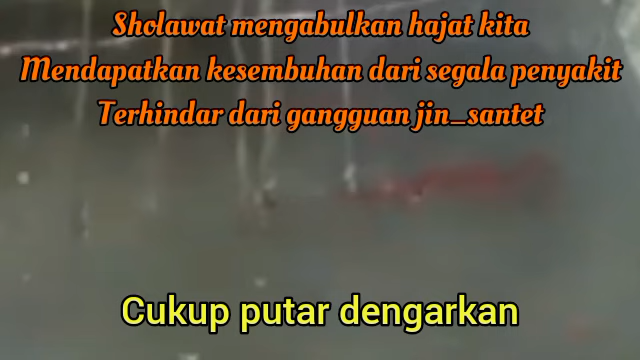 Sholawat mengabulkan hajat kita
Mendapatkan kesembuhan dari segala penyakit
Terhindar dari gangguan jin_santet
Cukup putar dengarkan